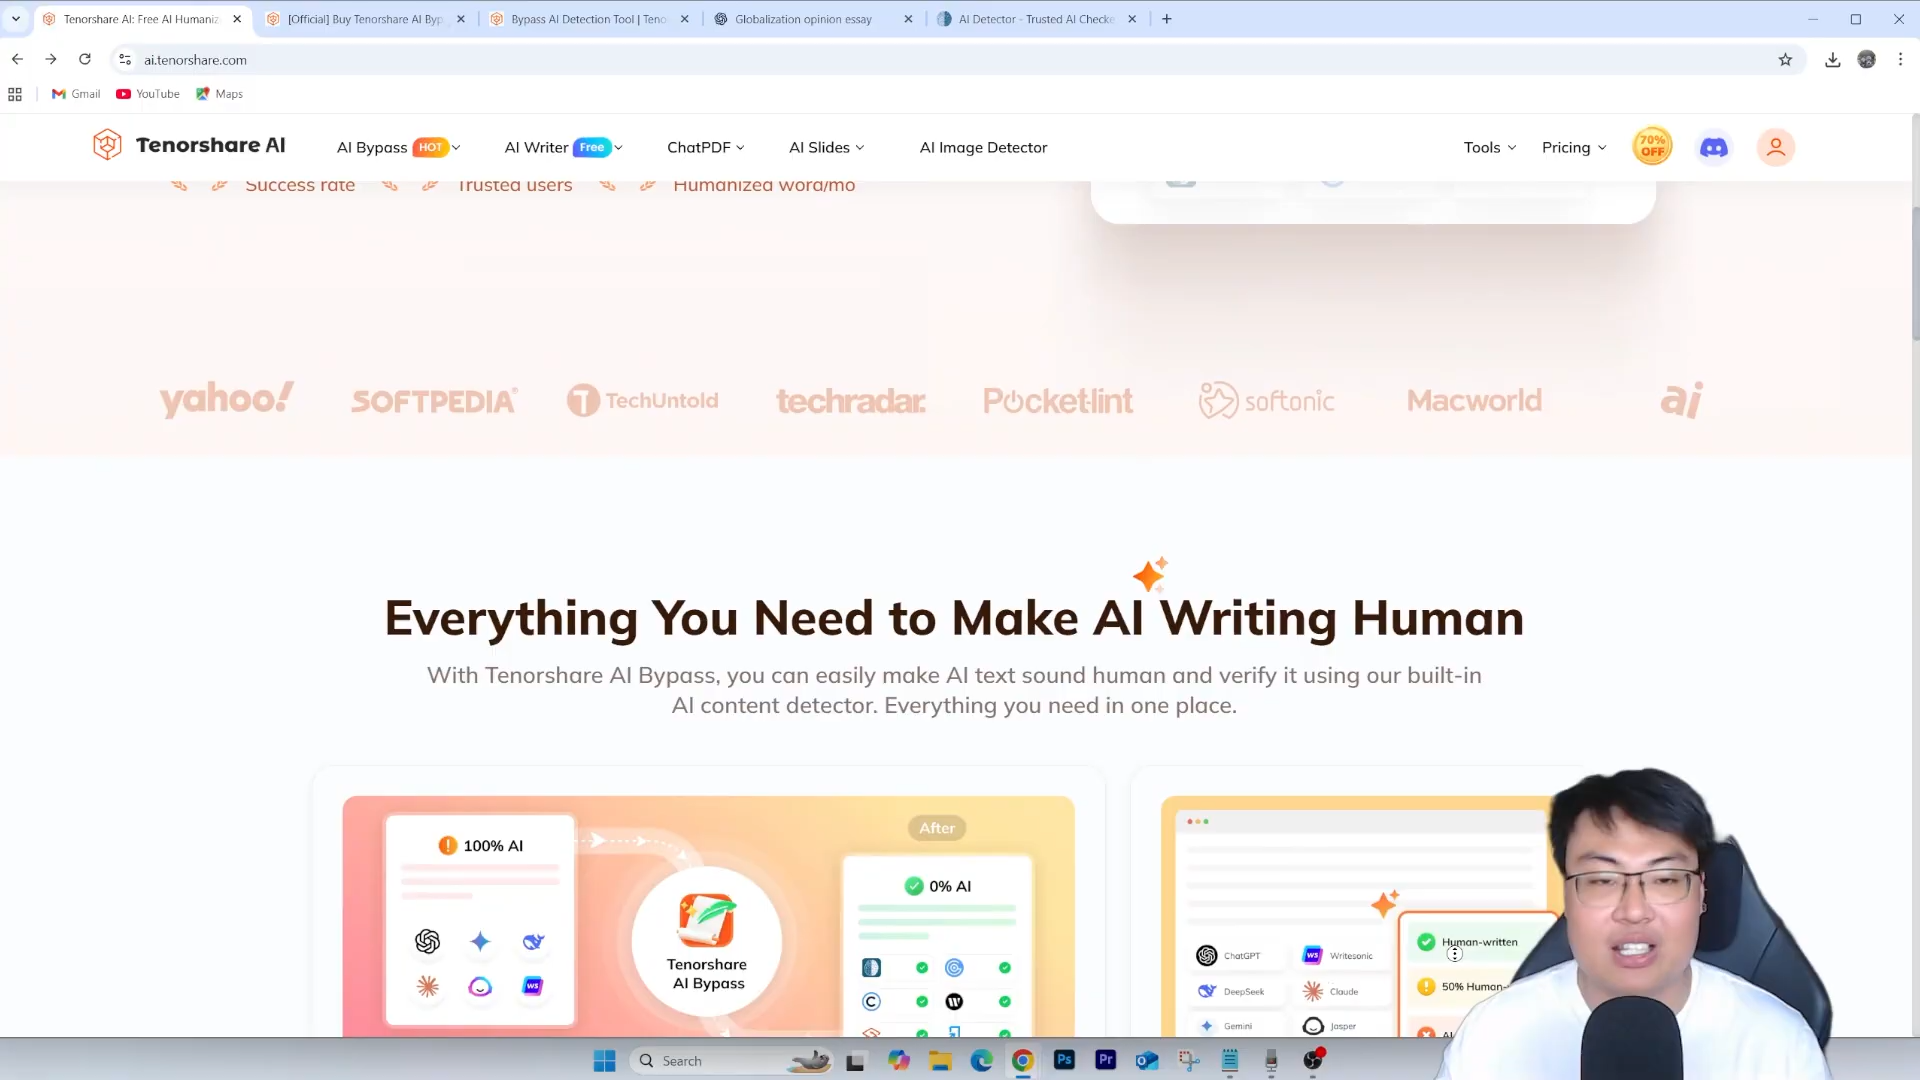 Tenorshare AI: Free AI Humaniz
[Official] Buy Tenorshare AI Byp
Bypass AI Detection Tool | Teno
Globalization opinion essay
AI Detector - Trusted AI Checke
ai.tenorshare.com
Gmail
YouTube
Maps
Tenorshare AI
AI Bypass HOT
AI Writer Free
ChatPDF
AI Slides
AI Image Detector
Tools
Pricing
70% OFF
Success rate
Trusted users
Humanized word/mo
yahoo!
SOFTPEDIA®
TechUntold
techradar.
Pocket-lint
softonic
Macworld
ai
Everything You Need to Make AI Writing Human
With Tenorshare AI Bypass, you can easily make AI text sound human and verify it using our built-in
AI content detector. Everything you need in one place.
100% AI
Tenorshare
AI Bypass
After
0% AI
ChatGPT
Writesonic
DeepSeek
Claude
Gemini
Jasper
Human-written
50% Human-
Search